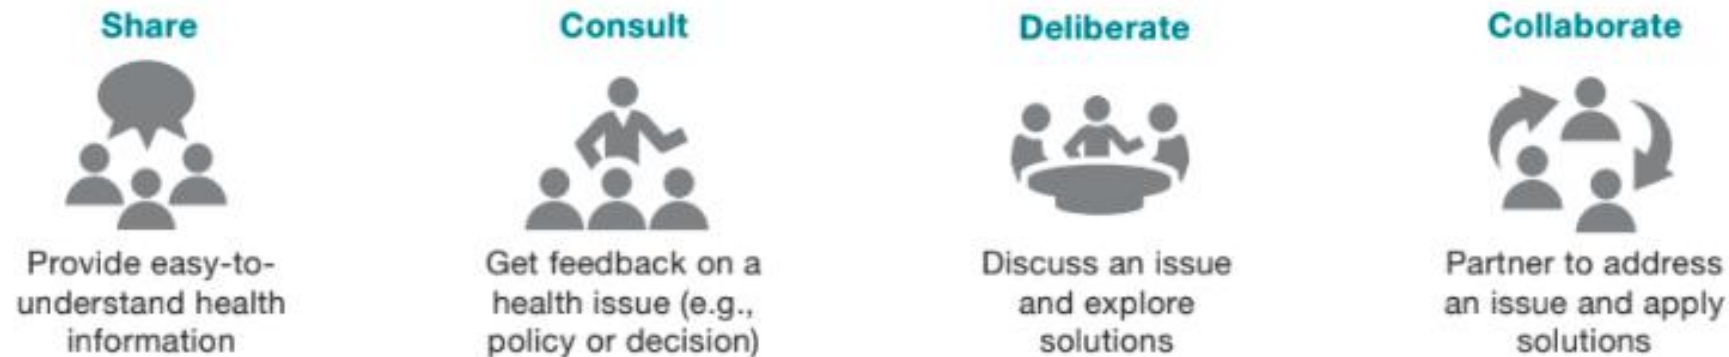 Share
Provide easy-to-
understand health
information
Consult
Get feedback on a
health issue (e.g.,
policy or decision)
Deliberate
Discuss an issue
and explore
solutions
Collaborate
Partner to address
an issue and apply
solutions